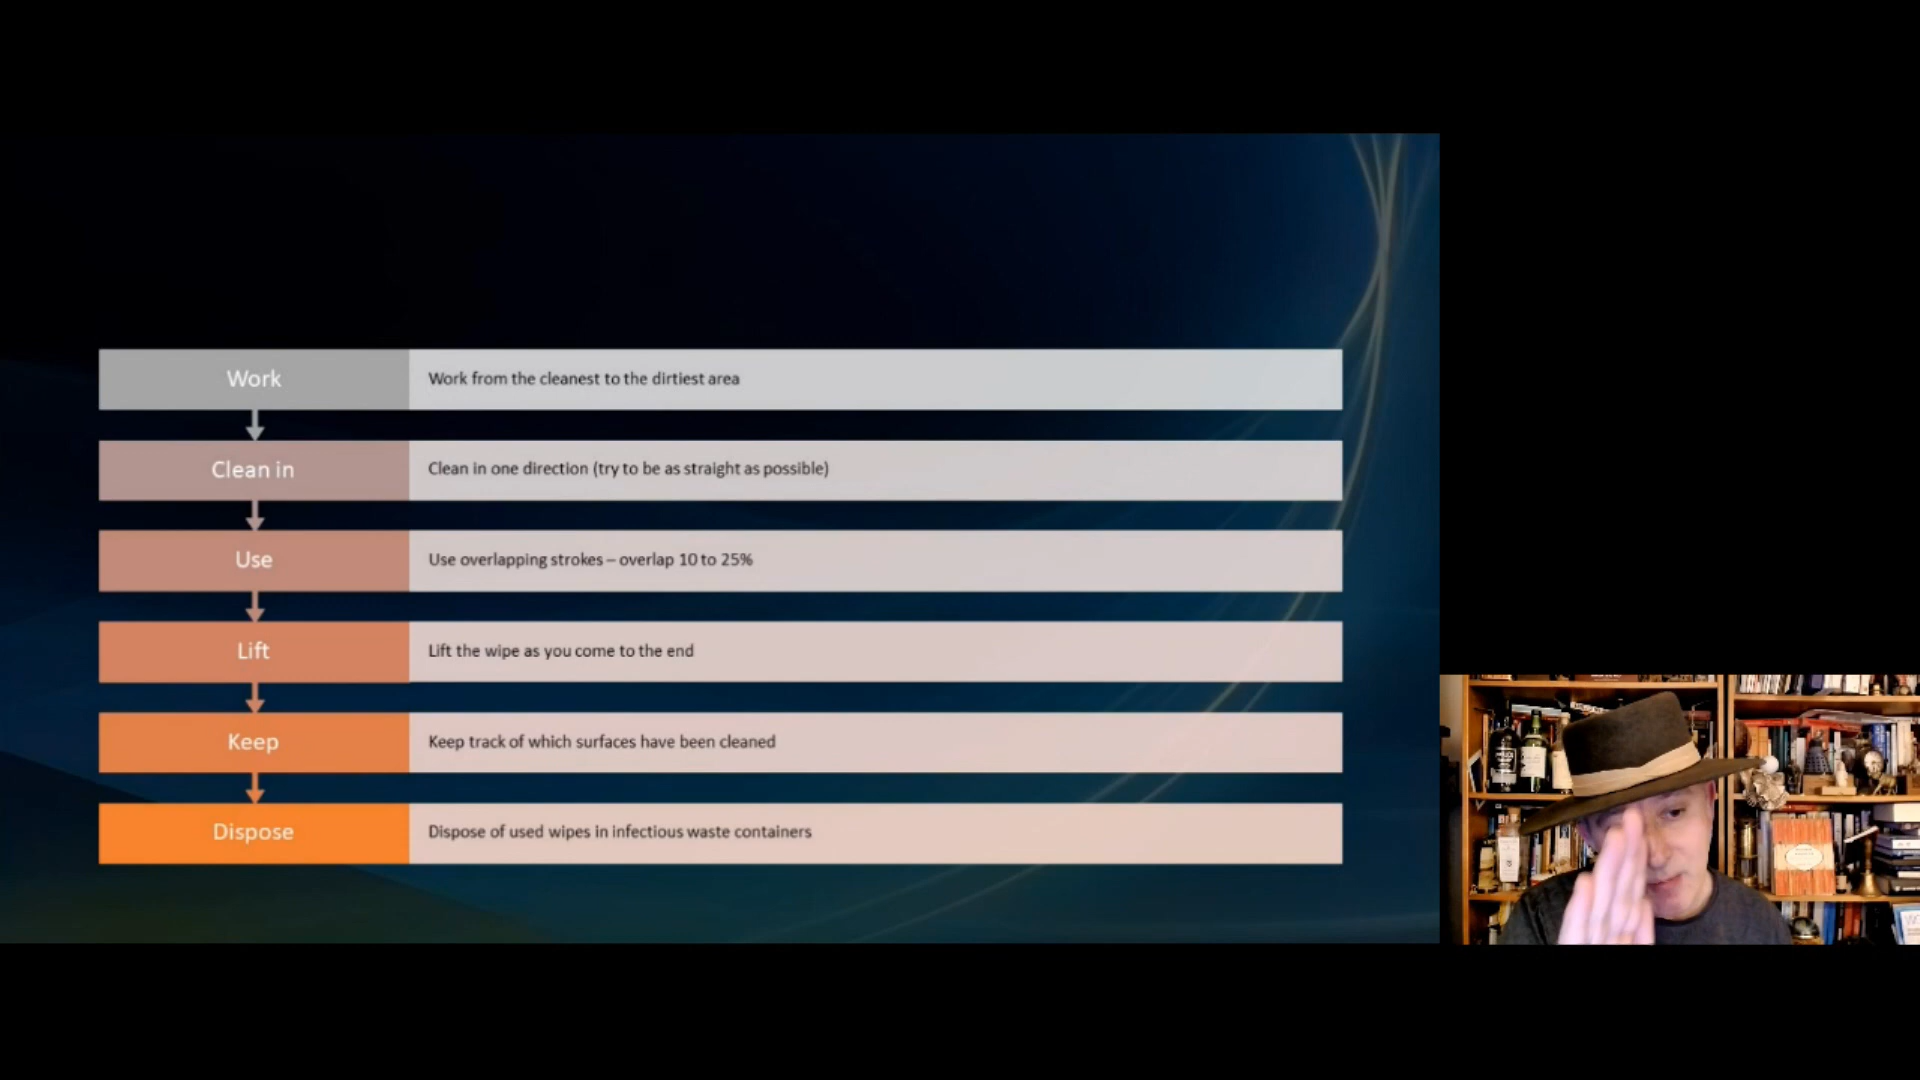 Work
Work from the cleanest to the dirtiest area
Clean in
Clean in one direction (try to be as straight as possible)
Use
Use overlapping strokes – overlap 10 to 25%
Lift
Lift the wipe as you come to the end
Keep
Keep track of which surfaces have been cleaned
Dispose
Dispose of used wipes in infectious waste containers